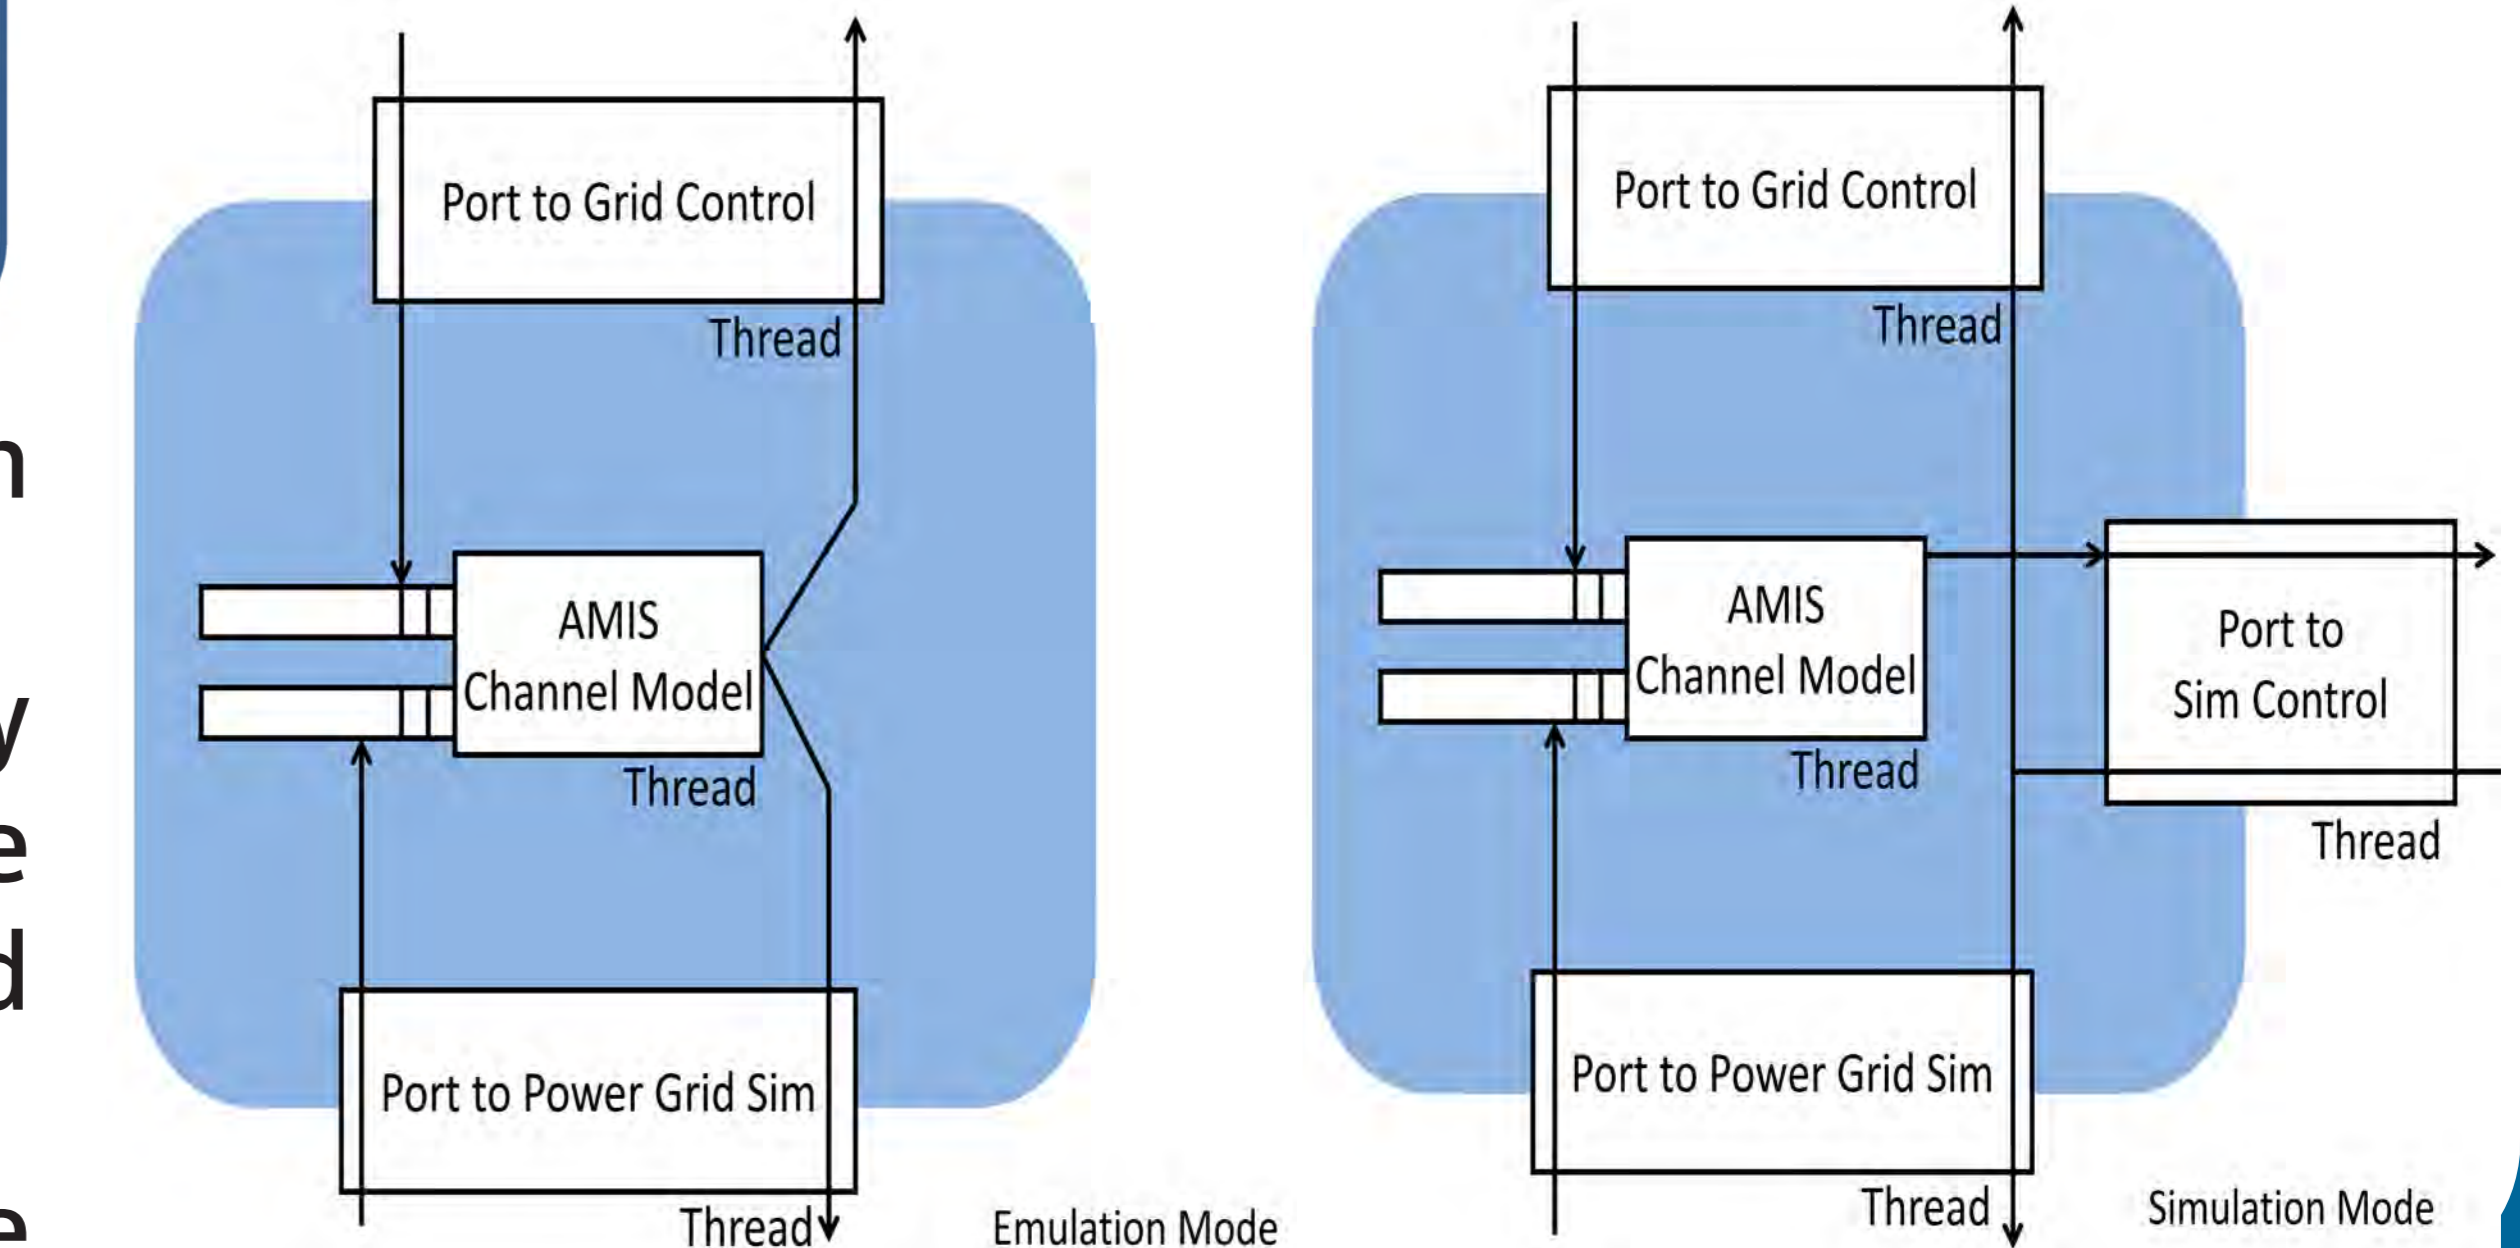 n
y
e
d
e
Port to Grid Control
Thread
AMIS
Channel Model
Thread
Port to Power Grid Sim
Thread
Emulation Mode
Port to Grid Control
Thread
AMIS
Channel Model
Thread
Port to
Sim Control
Thread
Port to Power Grid Sim
Thread
Simulation Mode